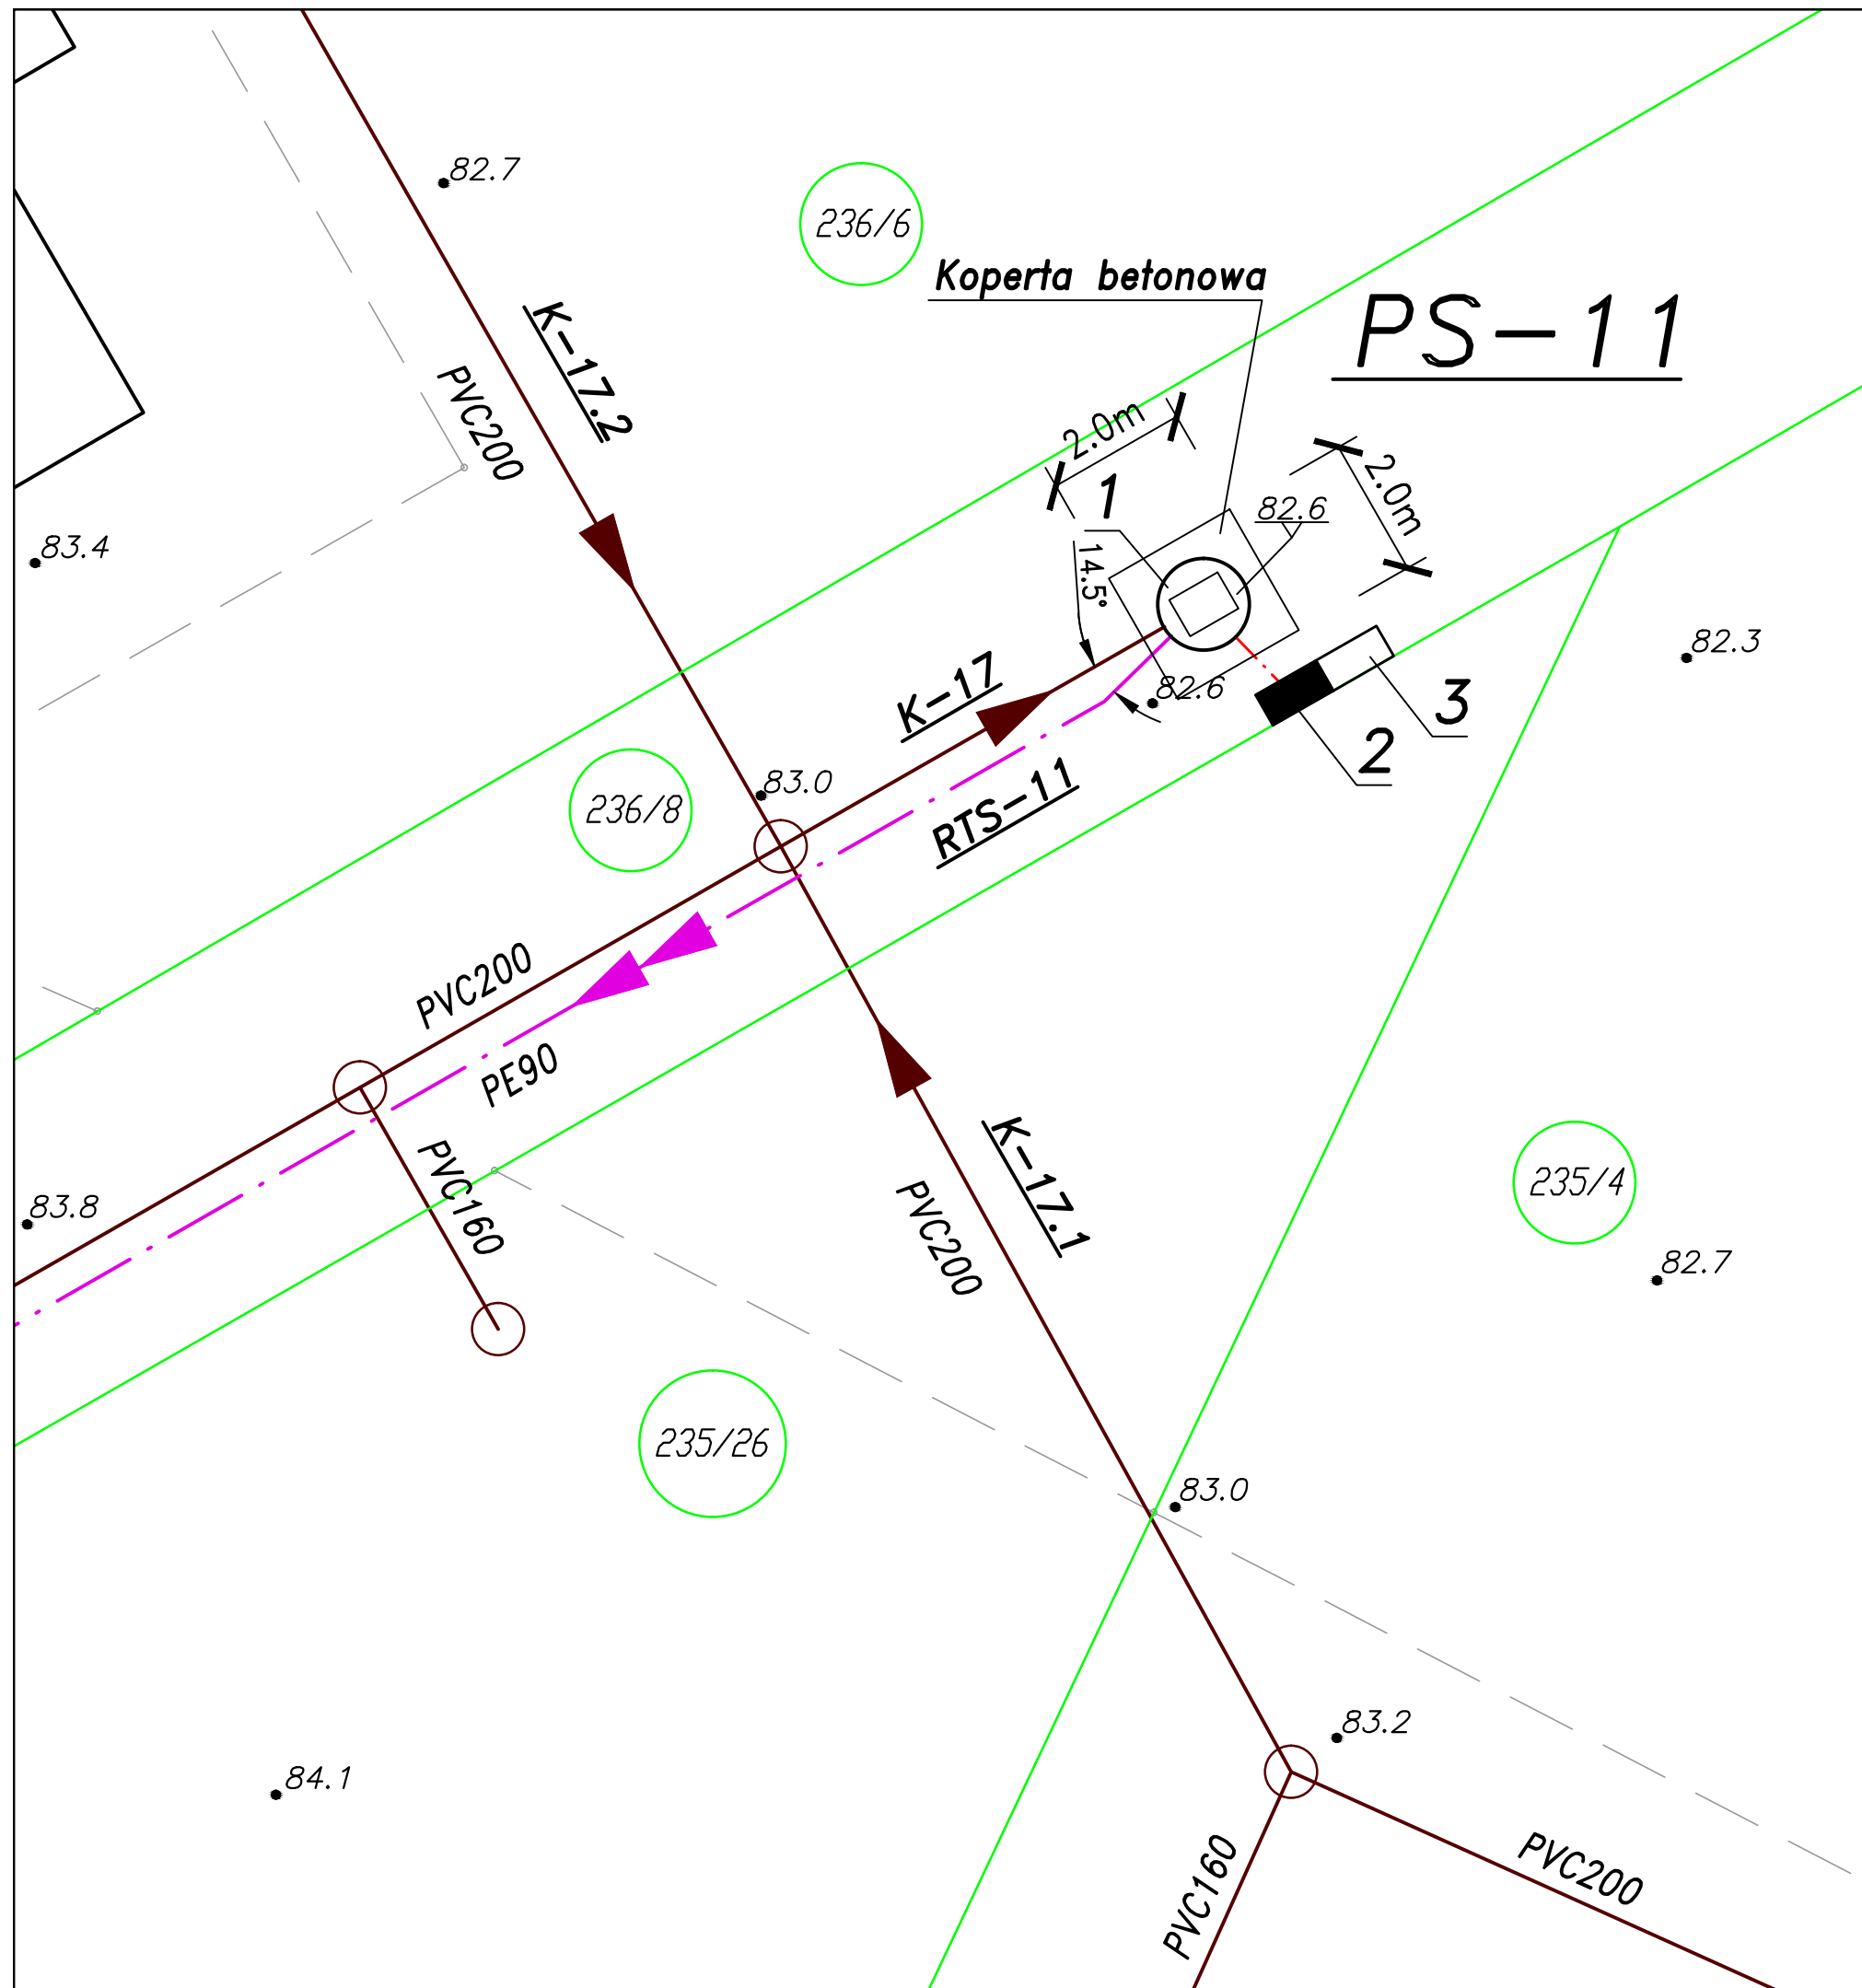 82.7
236/6
Koperta betonowa
PS-11
K-17.2
PVC200
2.0m
2.0m
1
82.6
83.4
14.5°
82.3
K-17
82.6
3
2
236/8
83.0
RTS-11
PVC200
PE90
K-17.1
PVC160
PVC200
235/4
83.8
82.7
235/26
83.0
83.2
84.1
PVC160
PVC200